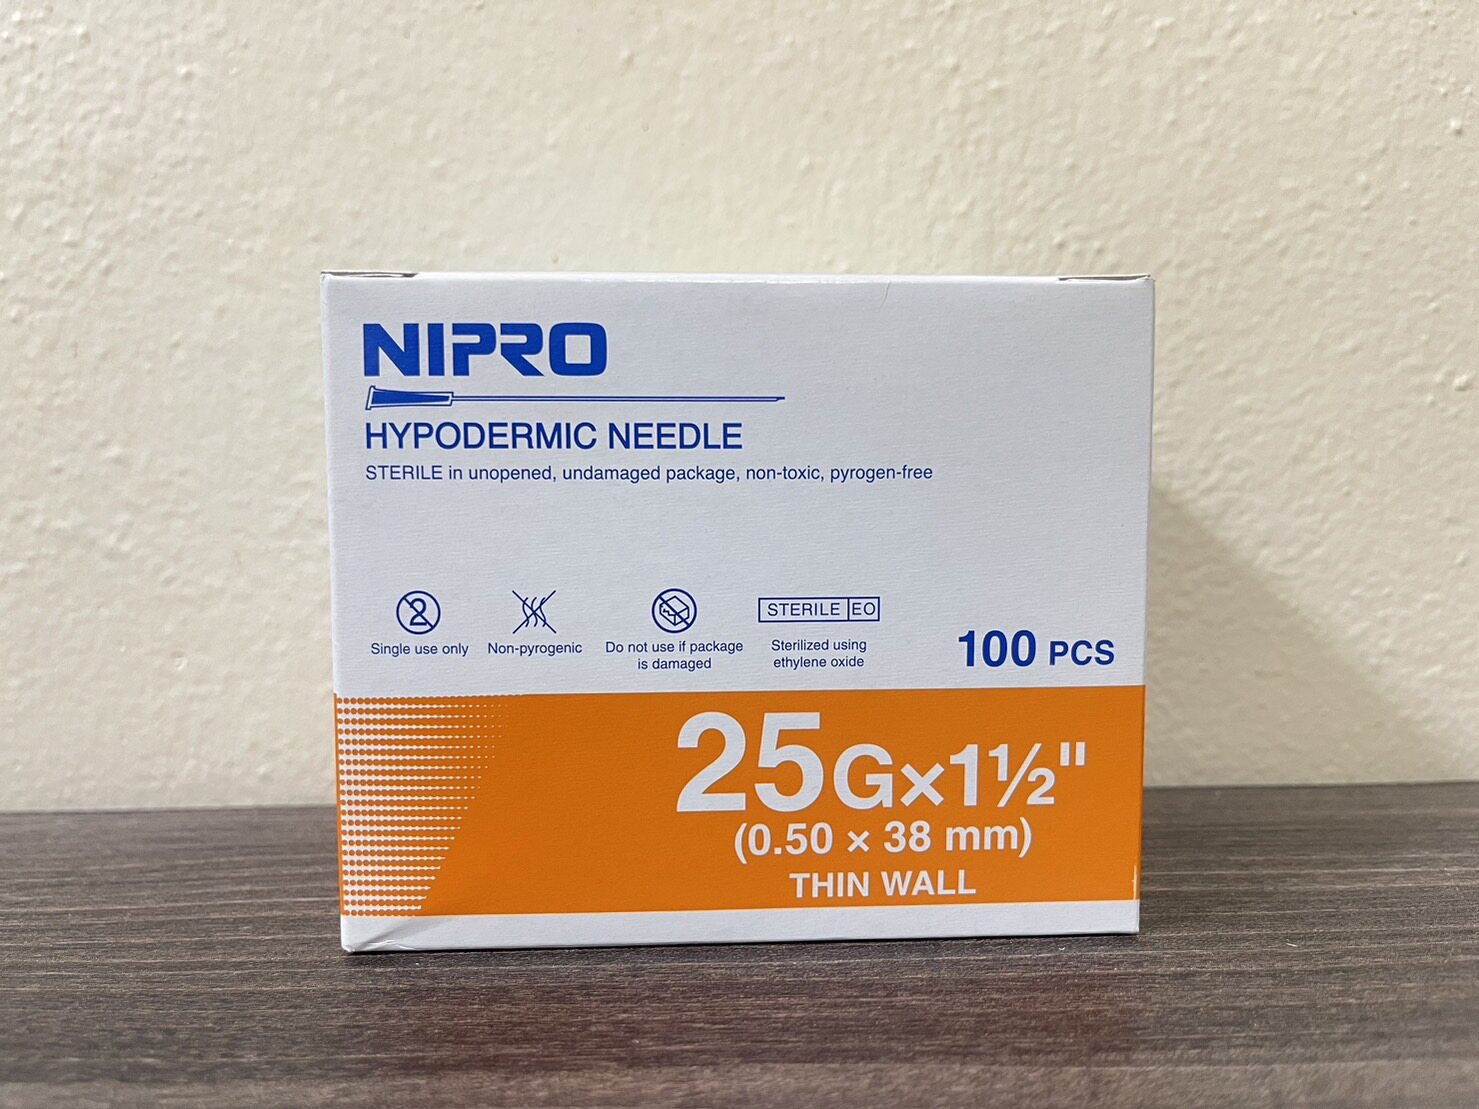 NIPRO
HYPODERMIC NEEDLE
STERILE in unopened, undamaged package, non-toxic, pyrogen-free
2
Single use only
Non-pyrogenic
Do not use if package
is damaged
STERILE EO
Sterilized using
ethylene oxide
100 PCS
25G×1½"
(0.50 × 38 mm)
THIN WALL